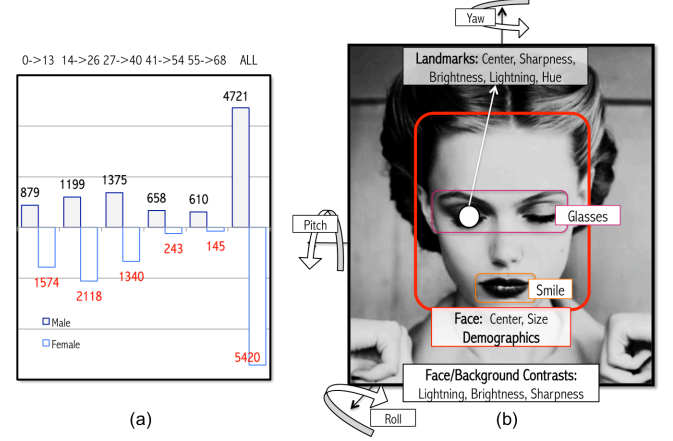 0->13 14->26 27->40 41->54 55->68 ALL
4721
879
1199
1375
658
610
1574
2118
1340
243
145
5420
Male
Female
(a)
Yaw
Landmarks: Center, Sharpness,
Brightness, Lightning, Hue
Glasses
Pitch
Smile
Face: Center, Size
Demographics
Face/Background Contrasts:
Lightning, Brightness, Sharpness
Roll
(b)